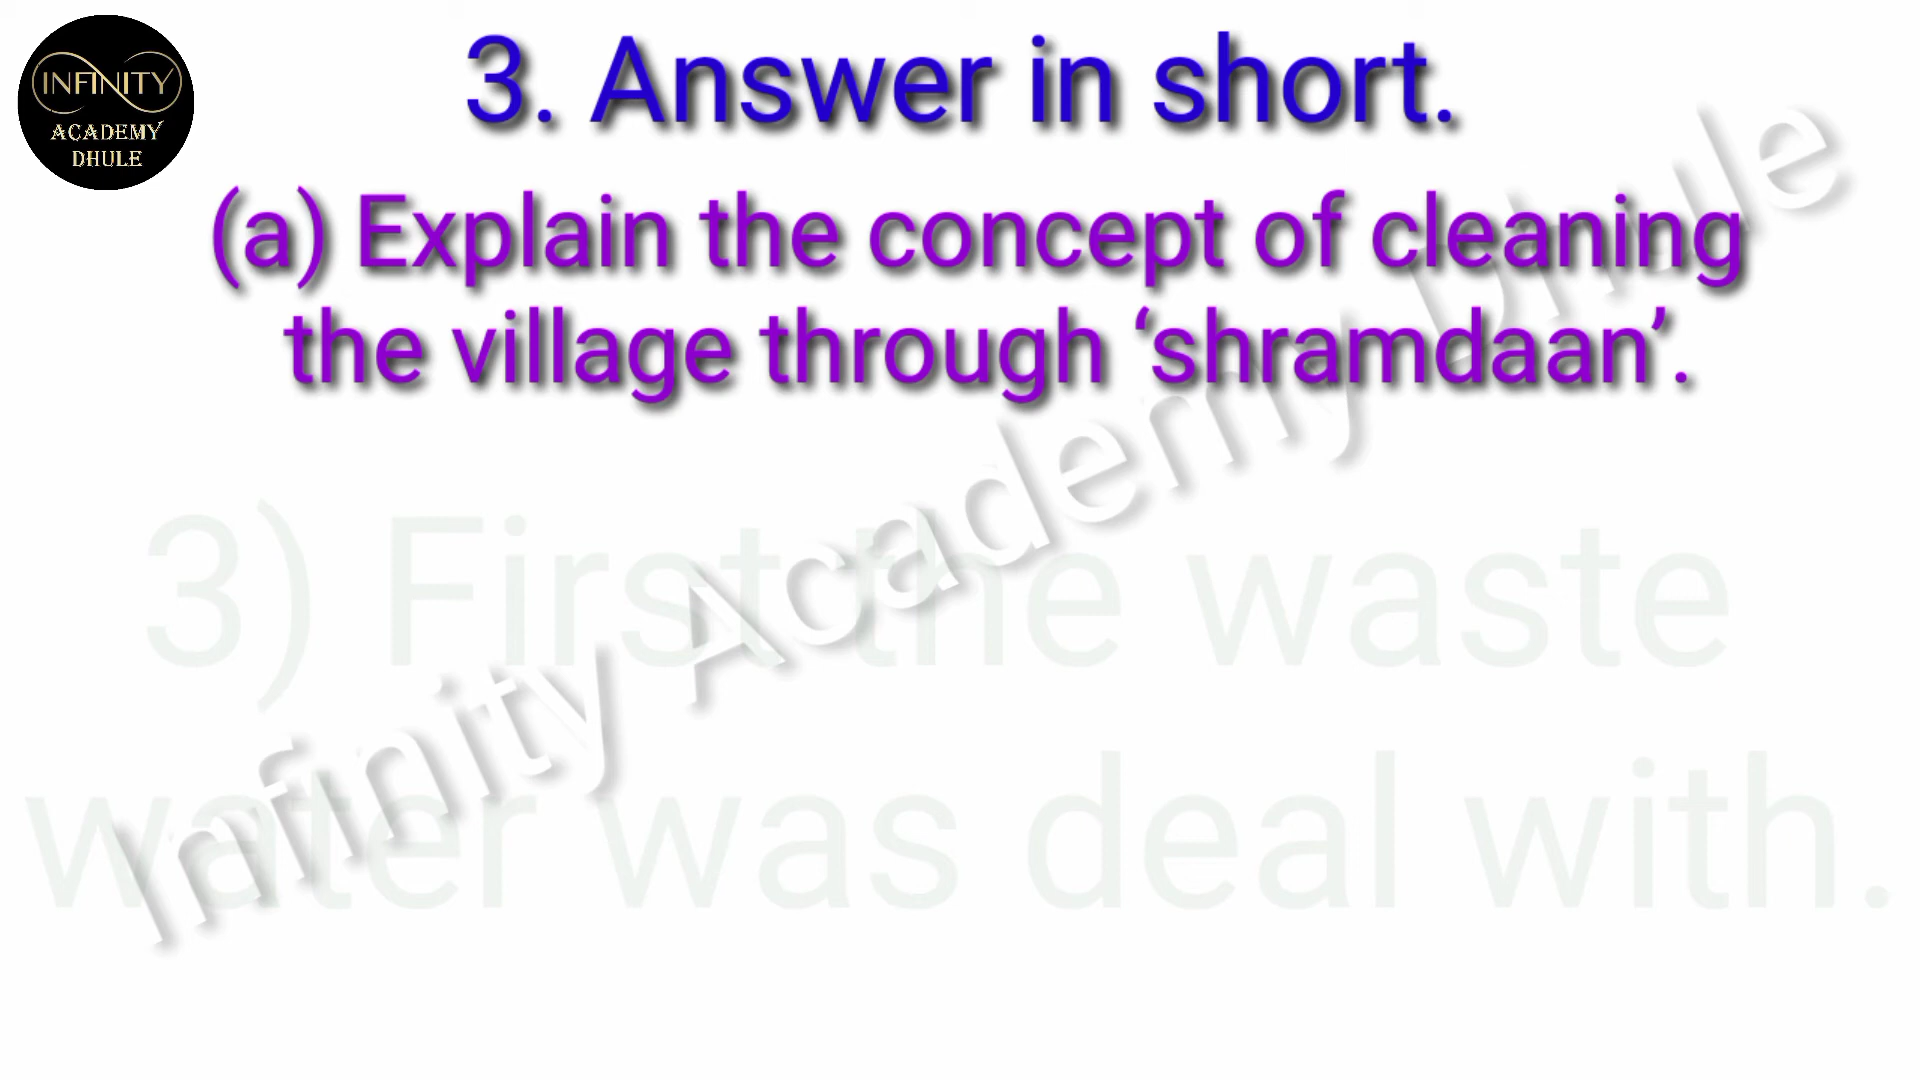 INFINITY
ACADEMY
DHULE
3. Answer in short.
(a) Explain the concept of cleaning
the village through ‘shramdaan’.
3) First the waste
water was deal with.
Infinity Academy Dhule